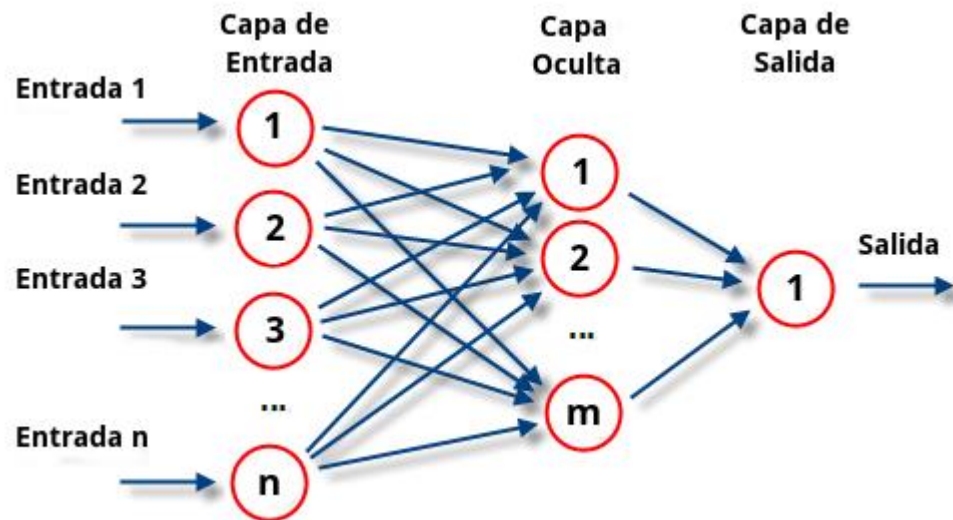 Capa de
Entrada
Capa
Oculta
Capa de
Salida
Entrada 1
1
Entrada 2
2
Entrada 3
3
...
Entrada n
n
1
2
...
m
1
Salida